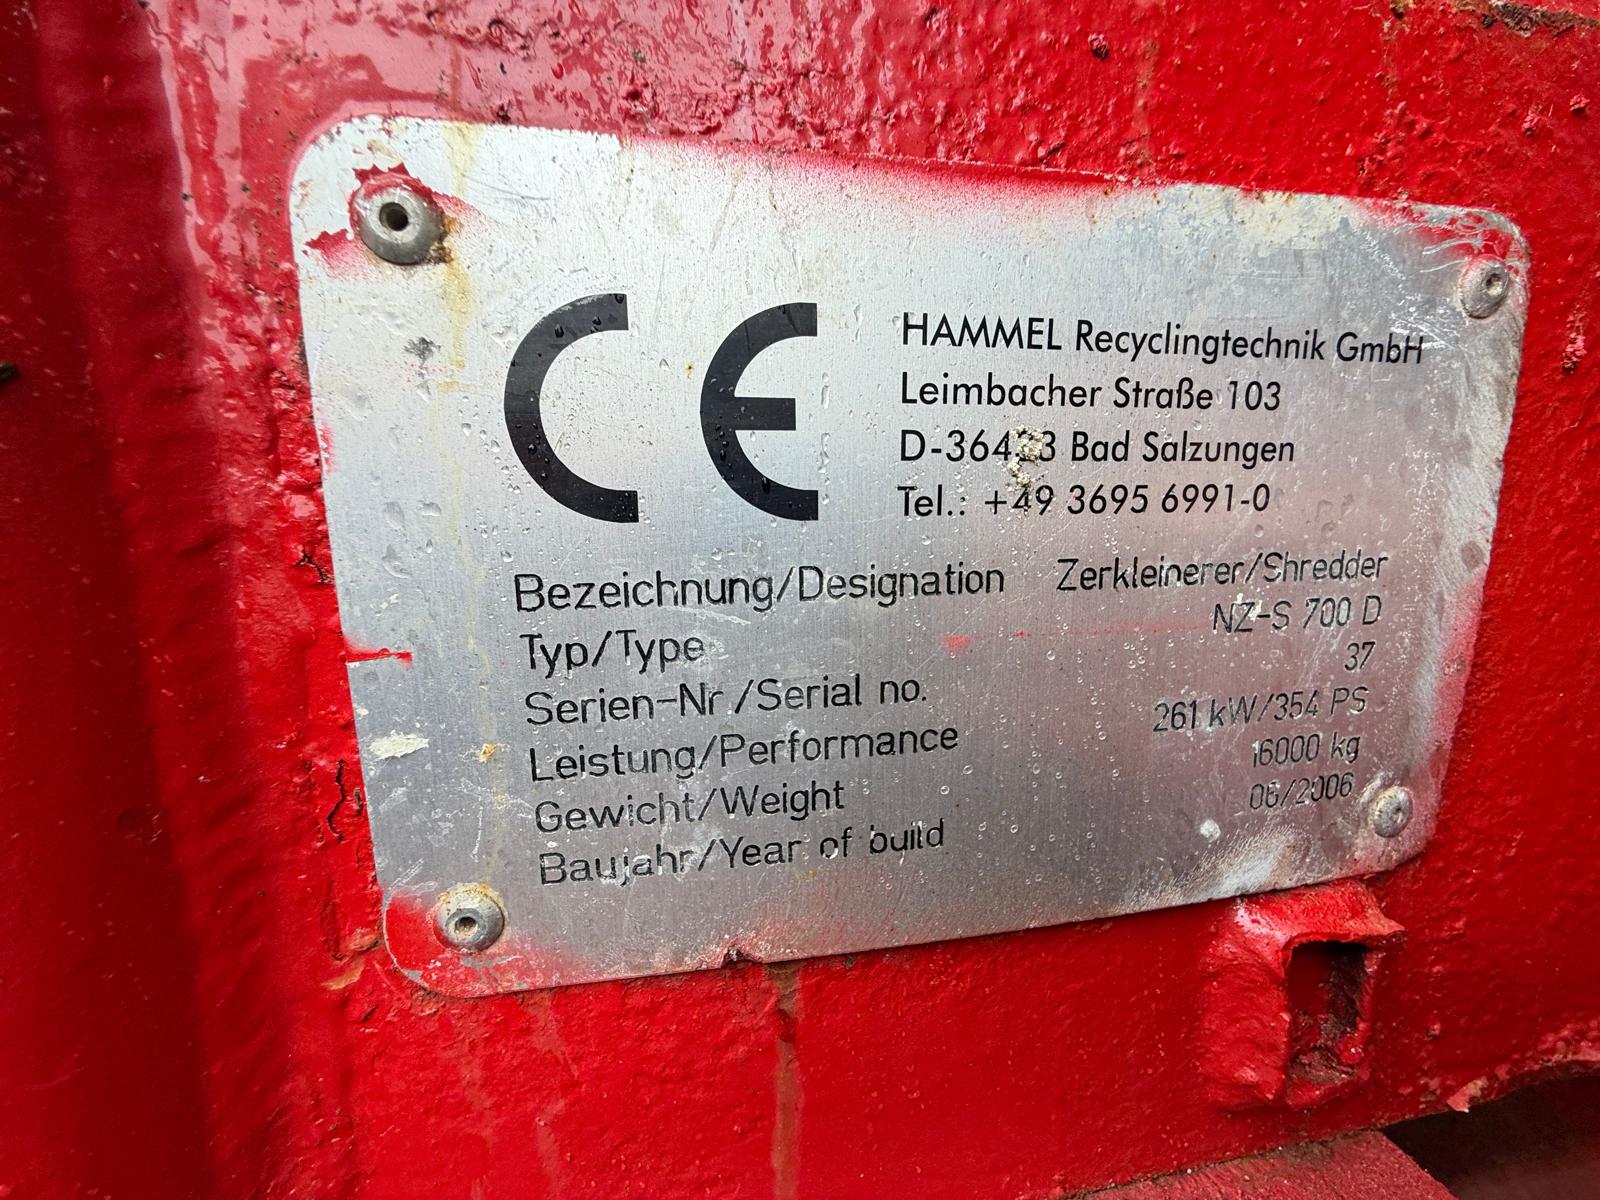 CE
HAMMEL Recyclingtechnik GmbH
Leimbacher Straße 103
D-36433 Bad Salzungen
Tel.: +49 3695 6991-0
Bezeichnung/Designation Zerkleinerer/Shredder
Typ/Type NZ-S 700 D
Serien-Nr/Serial no. 37
Leistung/Performance 261 kW/354 PS
Gewicht/Weight 16000 kg
Baujahr/Year of build 06/2006